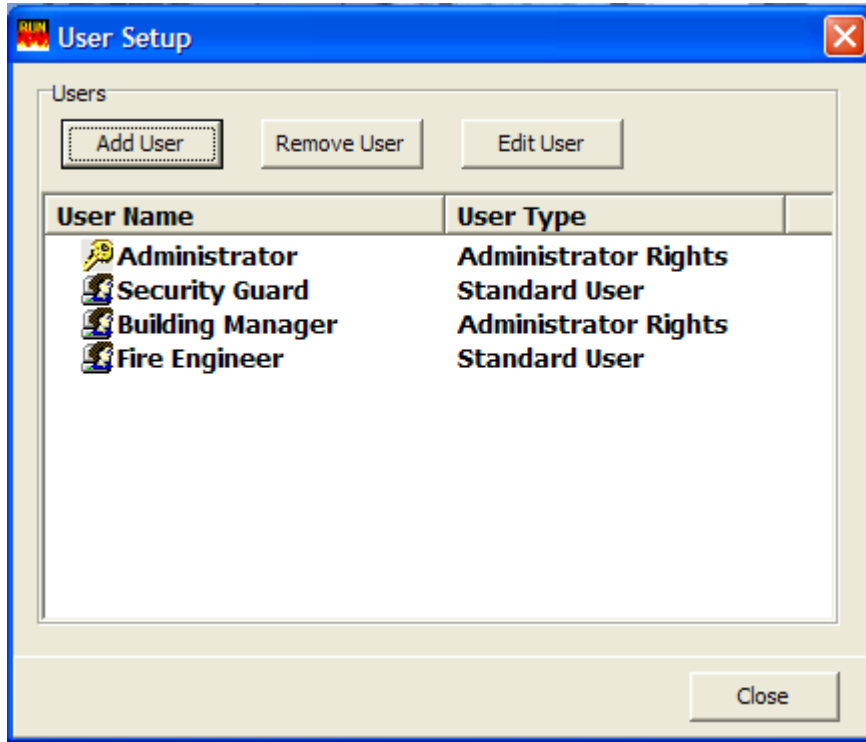 RUN
User Setup
Users
Add User Remove User Edit User
User Name User Type
Administrator Administrator Rights
Security Guard Standard User
Building Manager Administrator Rights
Fire Engineer Standard User
Close